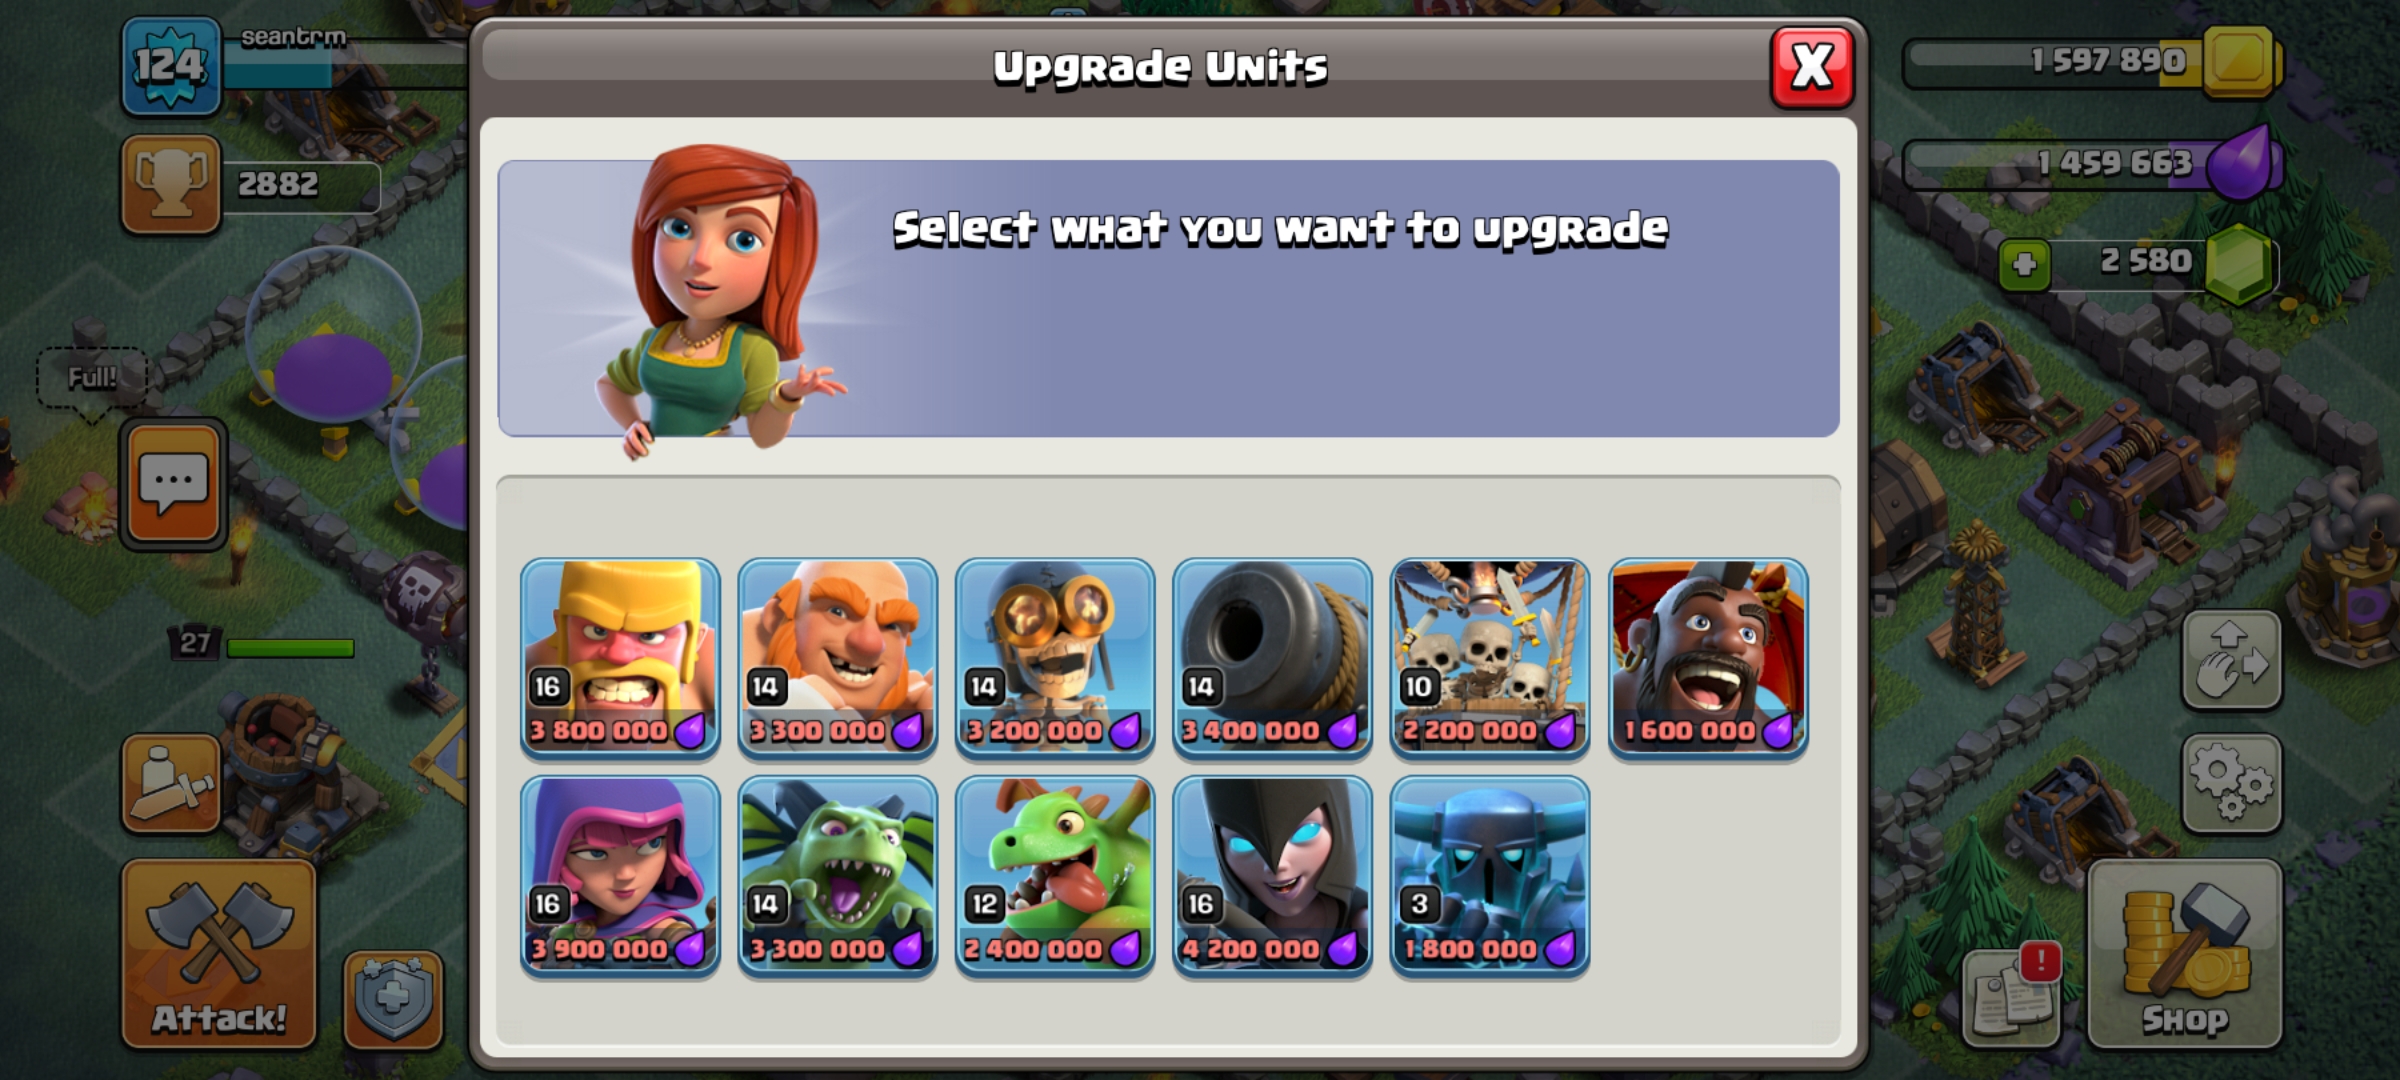 124
seantrm
Upgrade Units
X
1 597 890
2882
1 459 663
Select what you want to upgrade
2 580
Full!
27
16
14
14
14
10
3 800 000
3 300 000
3 200 000
3 400 000
2 200 000
1 600 000
16
14
12
16
3
3 900 000
3 300 000
2 400 000
4 200 000
1 800 000
!
Attack!
Shop